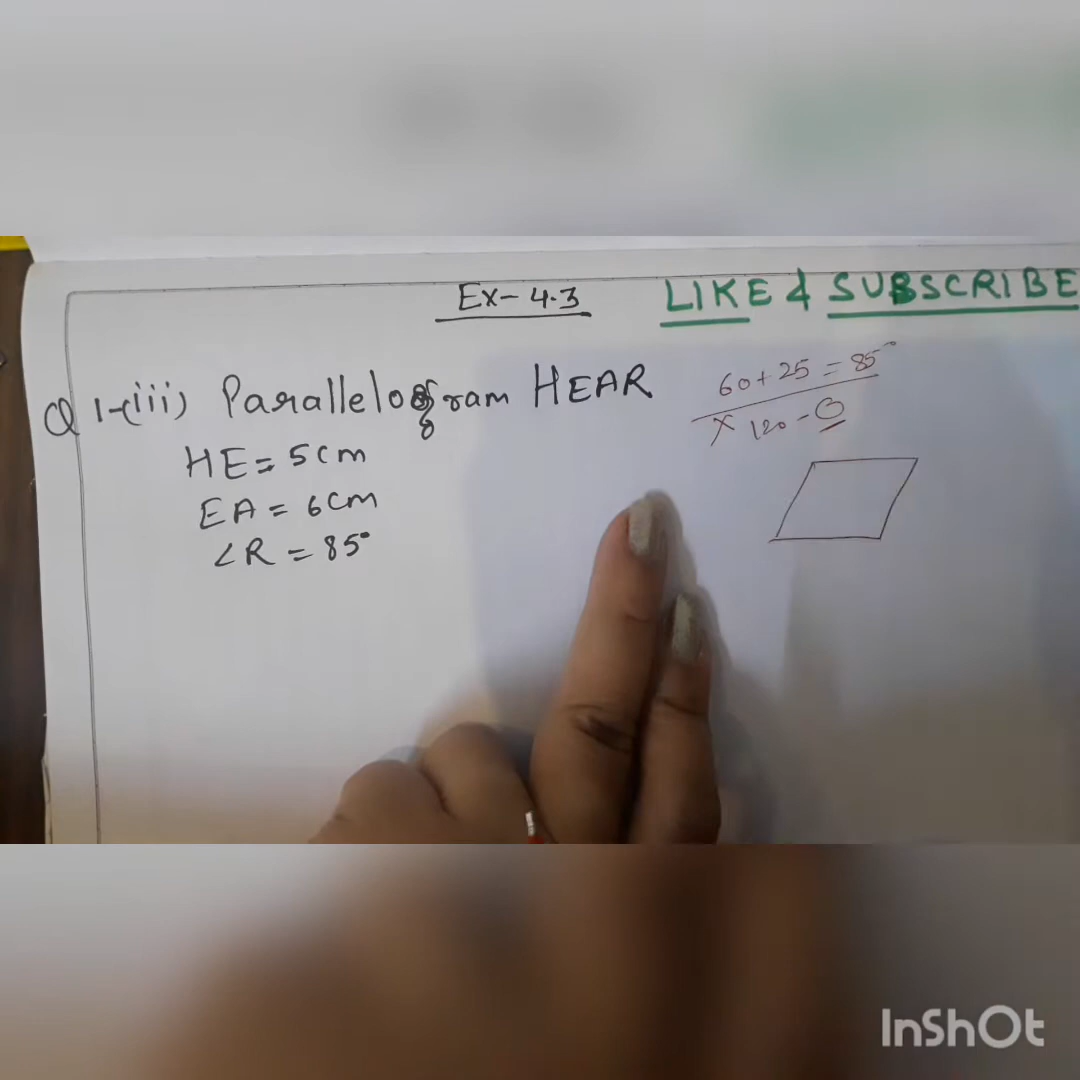 Ex- 4.3
LIKE & SUBSCRIBE
Q 1-(iii) Parallelogram HEAR
60+25 = 85°
x 120 -
HE = 5cm
EA = 6cm
∠R = 85°
InShOt